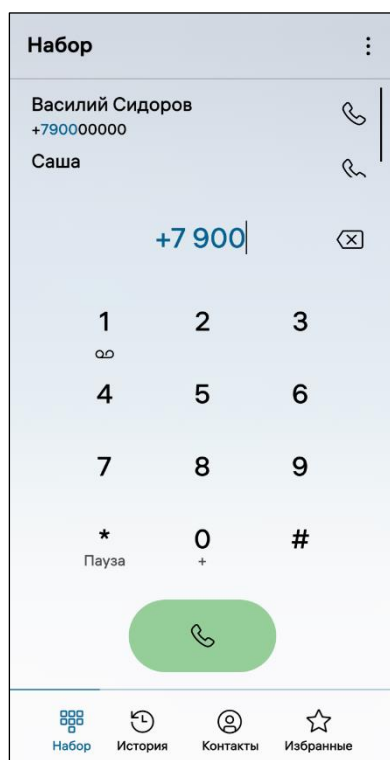 Набор
Василий Сидоров
+790000000
Саша
+7 900
1 2 3
4 5 6
7 8 9
* 0 #
Пауза +
Набор История Контакты Избранные